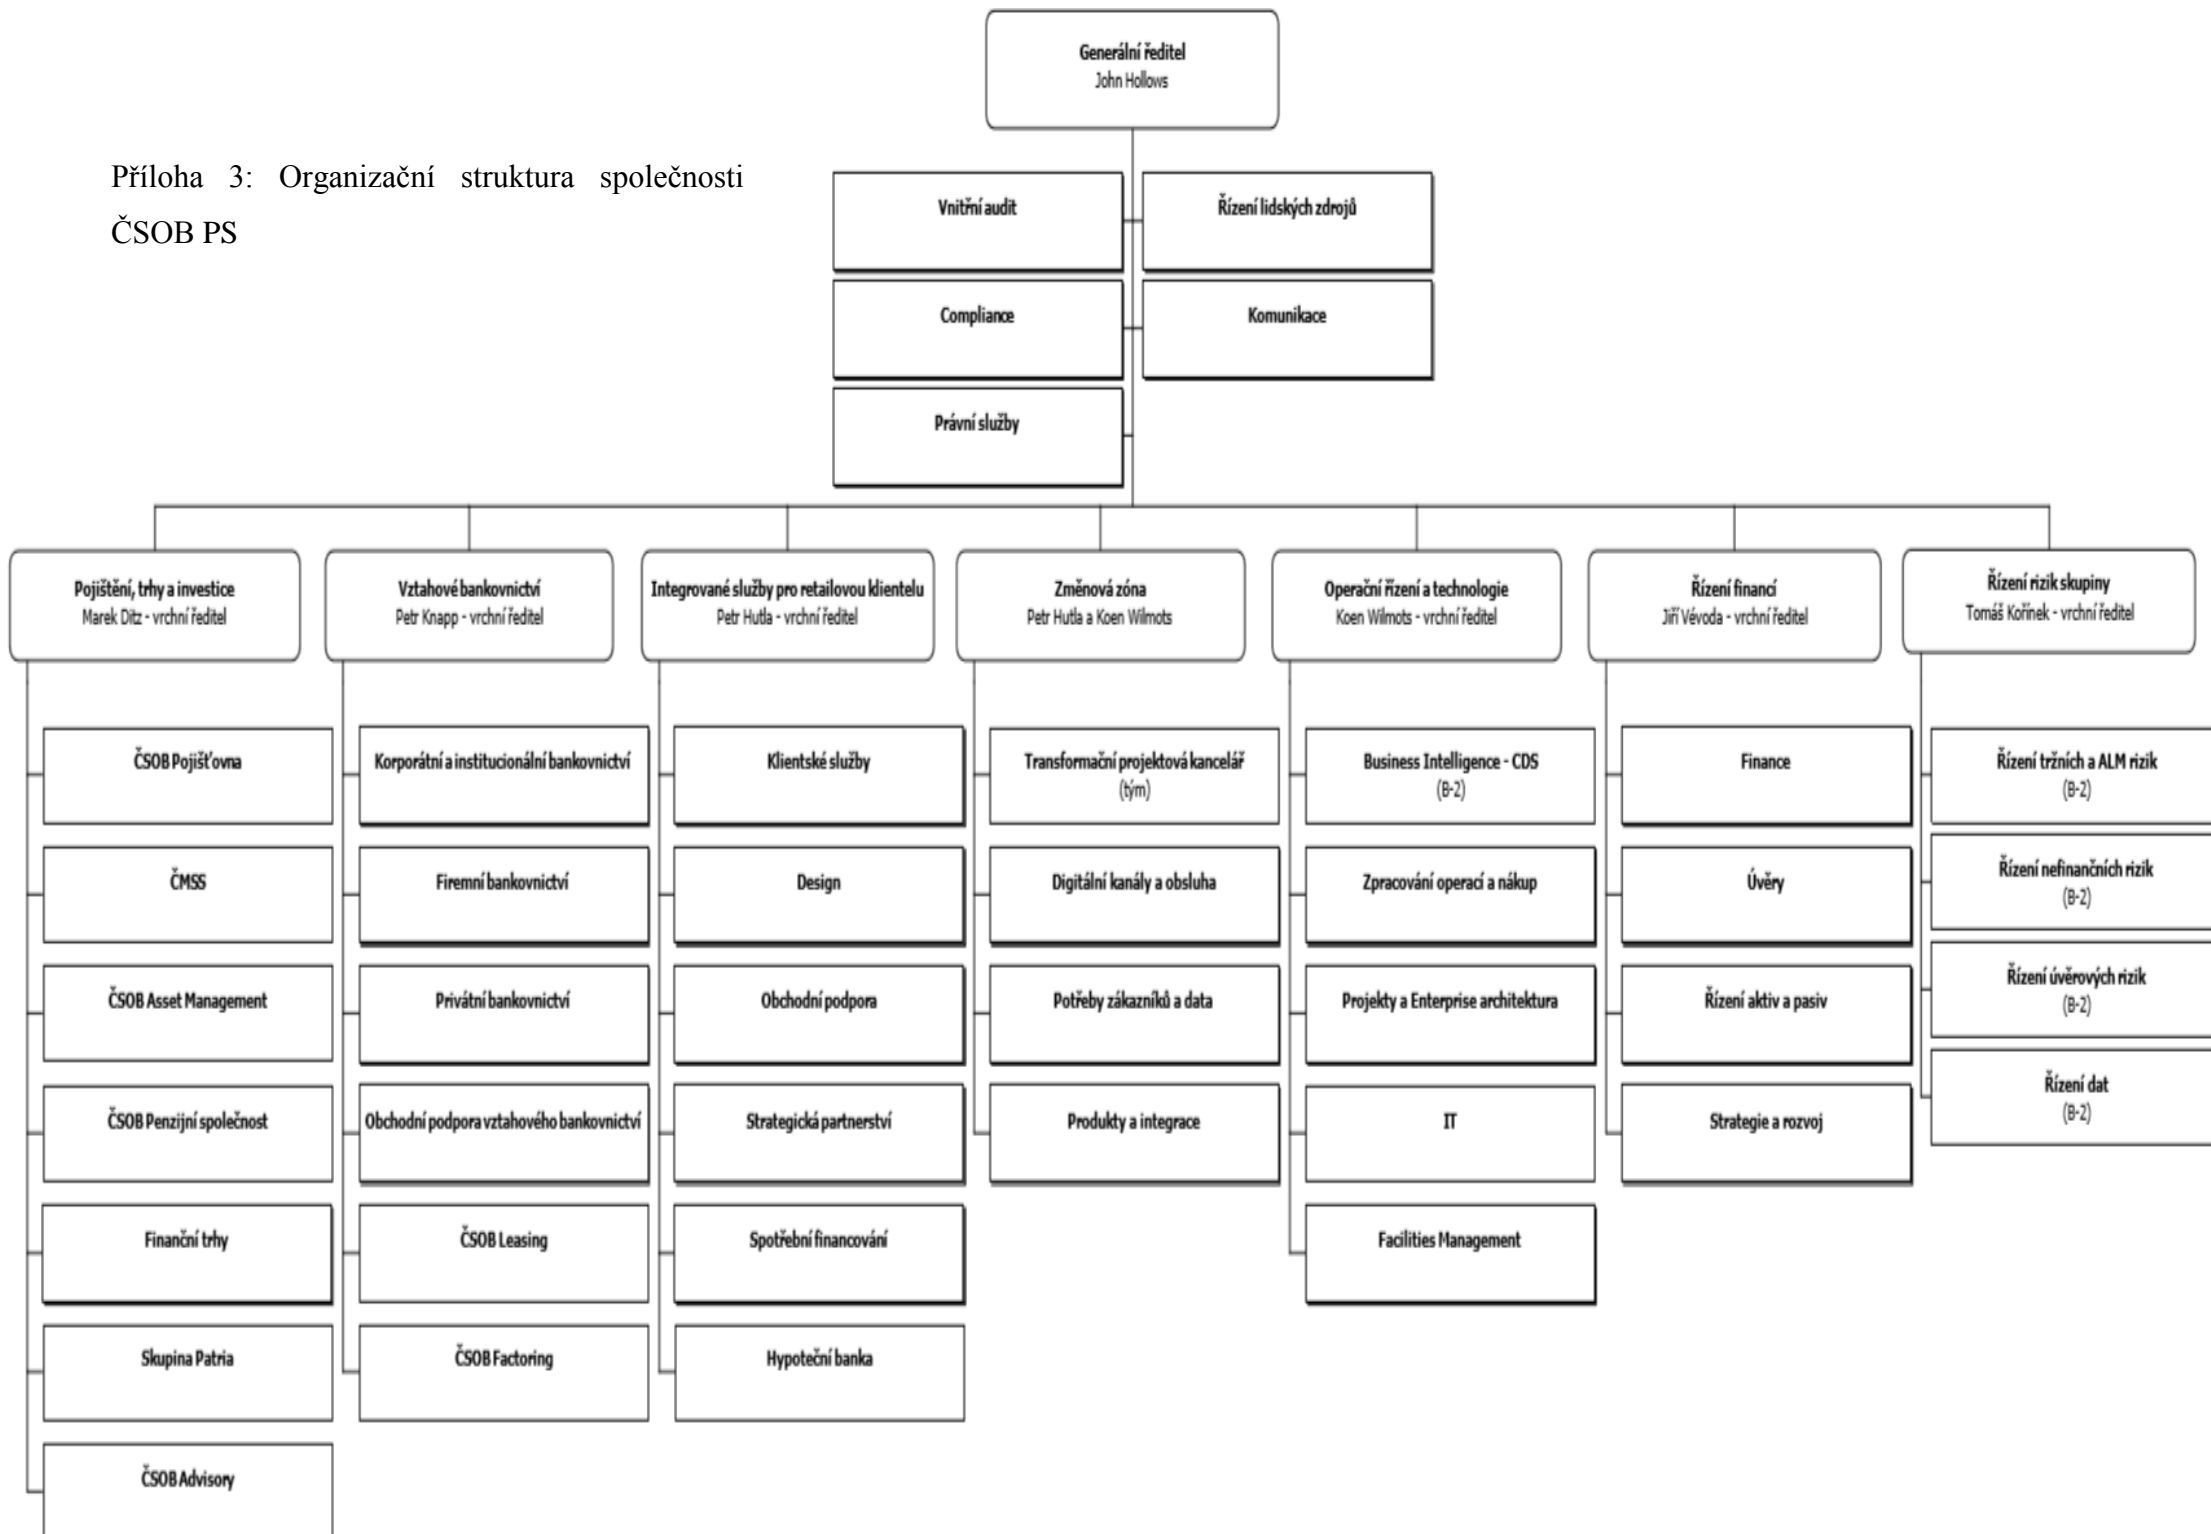 Generální ředitel
John Hollows
Příloha 3: Organizační struktura společnosti
ČSOB PS
Vnitřní audit
Řízení lidských zdrojů
Compliance
Komunikace
Právní služby
Pojištění, trhy a investice
Marek Ditz - vrchní ředitel
Vztahové bankovnictví
Petr Knapp - vrchní ředitel
Integrované služby pro retailovou klientelu
Petr Hutla - vrchní ředitel
Změnová zóna
Petr Hutla a Koen Wilmots
Operační řízení a technologie
Koen Wilmots - vrchní ředitel
Řízení financí
Jiří Vévoda - vrchní ředitel
Řízení rizik skupiny
Tomáš Kořínek - vrchní ředitel
ČSOB Pojišťovna
ČMSS
ČSOB Asset Management
ČSOB Penzijní společnost
Finanční trhy
Skupina Patria
ČSOB Advisory
Korporátní a institucionální bankovnictví
Firemní bankovnictví
Privátní bankovnictví
Obchodní podpora vztahového bankovnictví
ČSOB Leasing
ČSOB Factoring
Klientské služby
Design
Obchodní podpora
Strategická partnerství
Spotřební financování
Hypoteční banka
Transformační projektová kancelář
(tým)
Digitální kanály a obsluha
Potřeby zákazníků a data
Produkty a integrace
Business Intelligence - CDS
(B-2)
Zpracování operací a nákup
Projekty a Enterprise architektura
IT
Facilities Management
Finance
Úvěry
Řízení aktiv a pasiv
Strategie a rozvoj
Řízení tržních a ALM rizik
(B-2)
Řízení nefinančních rizik
(B-2)
Řízení úvěrových rizik
(B-2)
Řízení dat
(B-2)